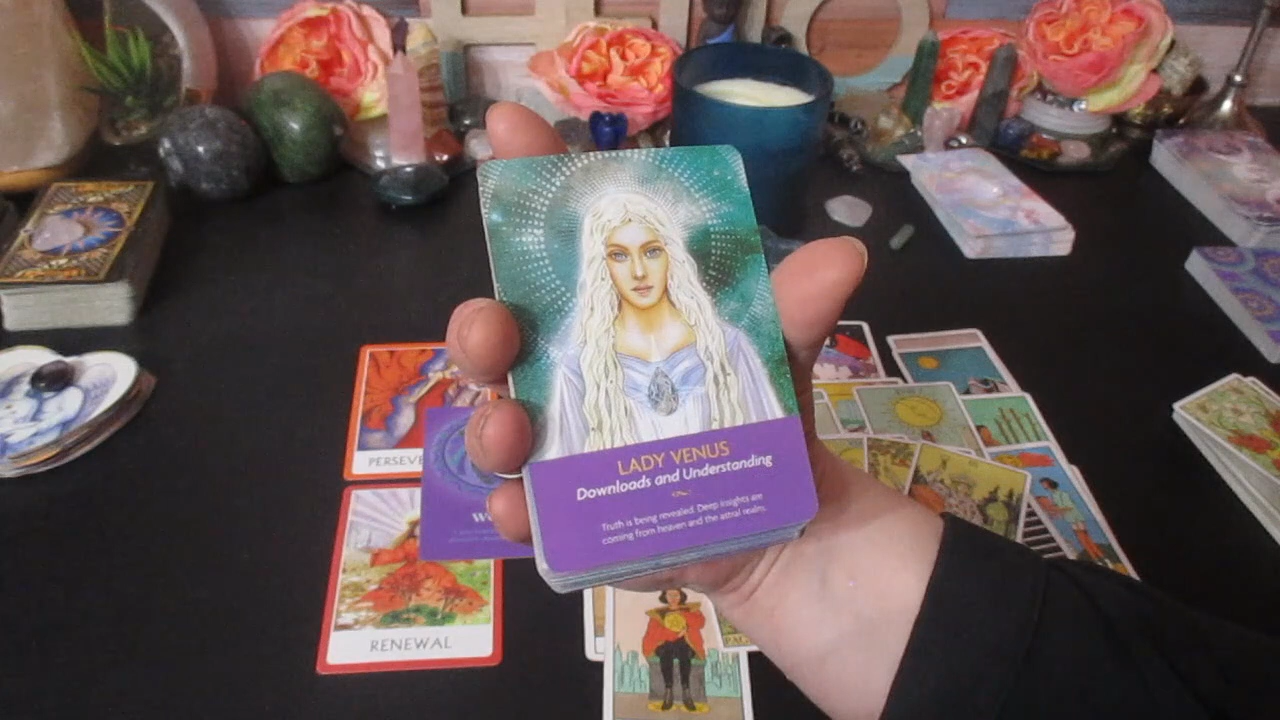 LADY VENUS
Downloads and Understanding
Truth is being revealed. Deep Insights are
coming from heaven and the astral realm.
PERSEVE
W
RENEWAL
PAG